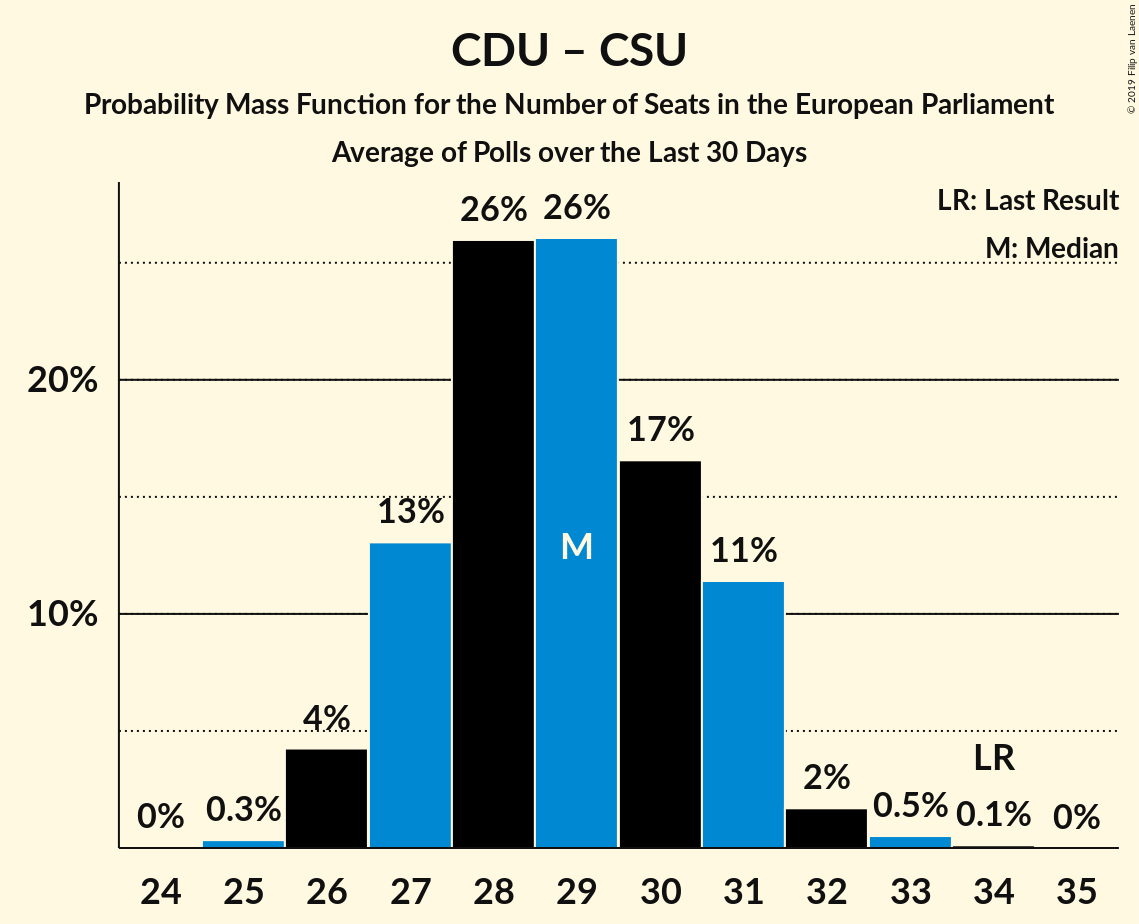 CDU – CSU
Probability Mass Function for the Number of Seats in the European Parliament
Average of Polls over the Last 30 Days
© 2019 Filip van Laenen
LR: Last Result
M: Median
26% 26%
20%
17%
13%
M
11%
10%
4%
LR
2%
0% 0.3% 0.5% 0.1% 0%
24 25 26 27 28 29 30 31 32 33 34 35